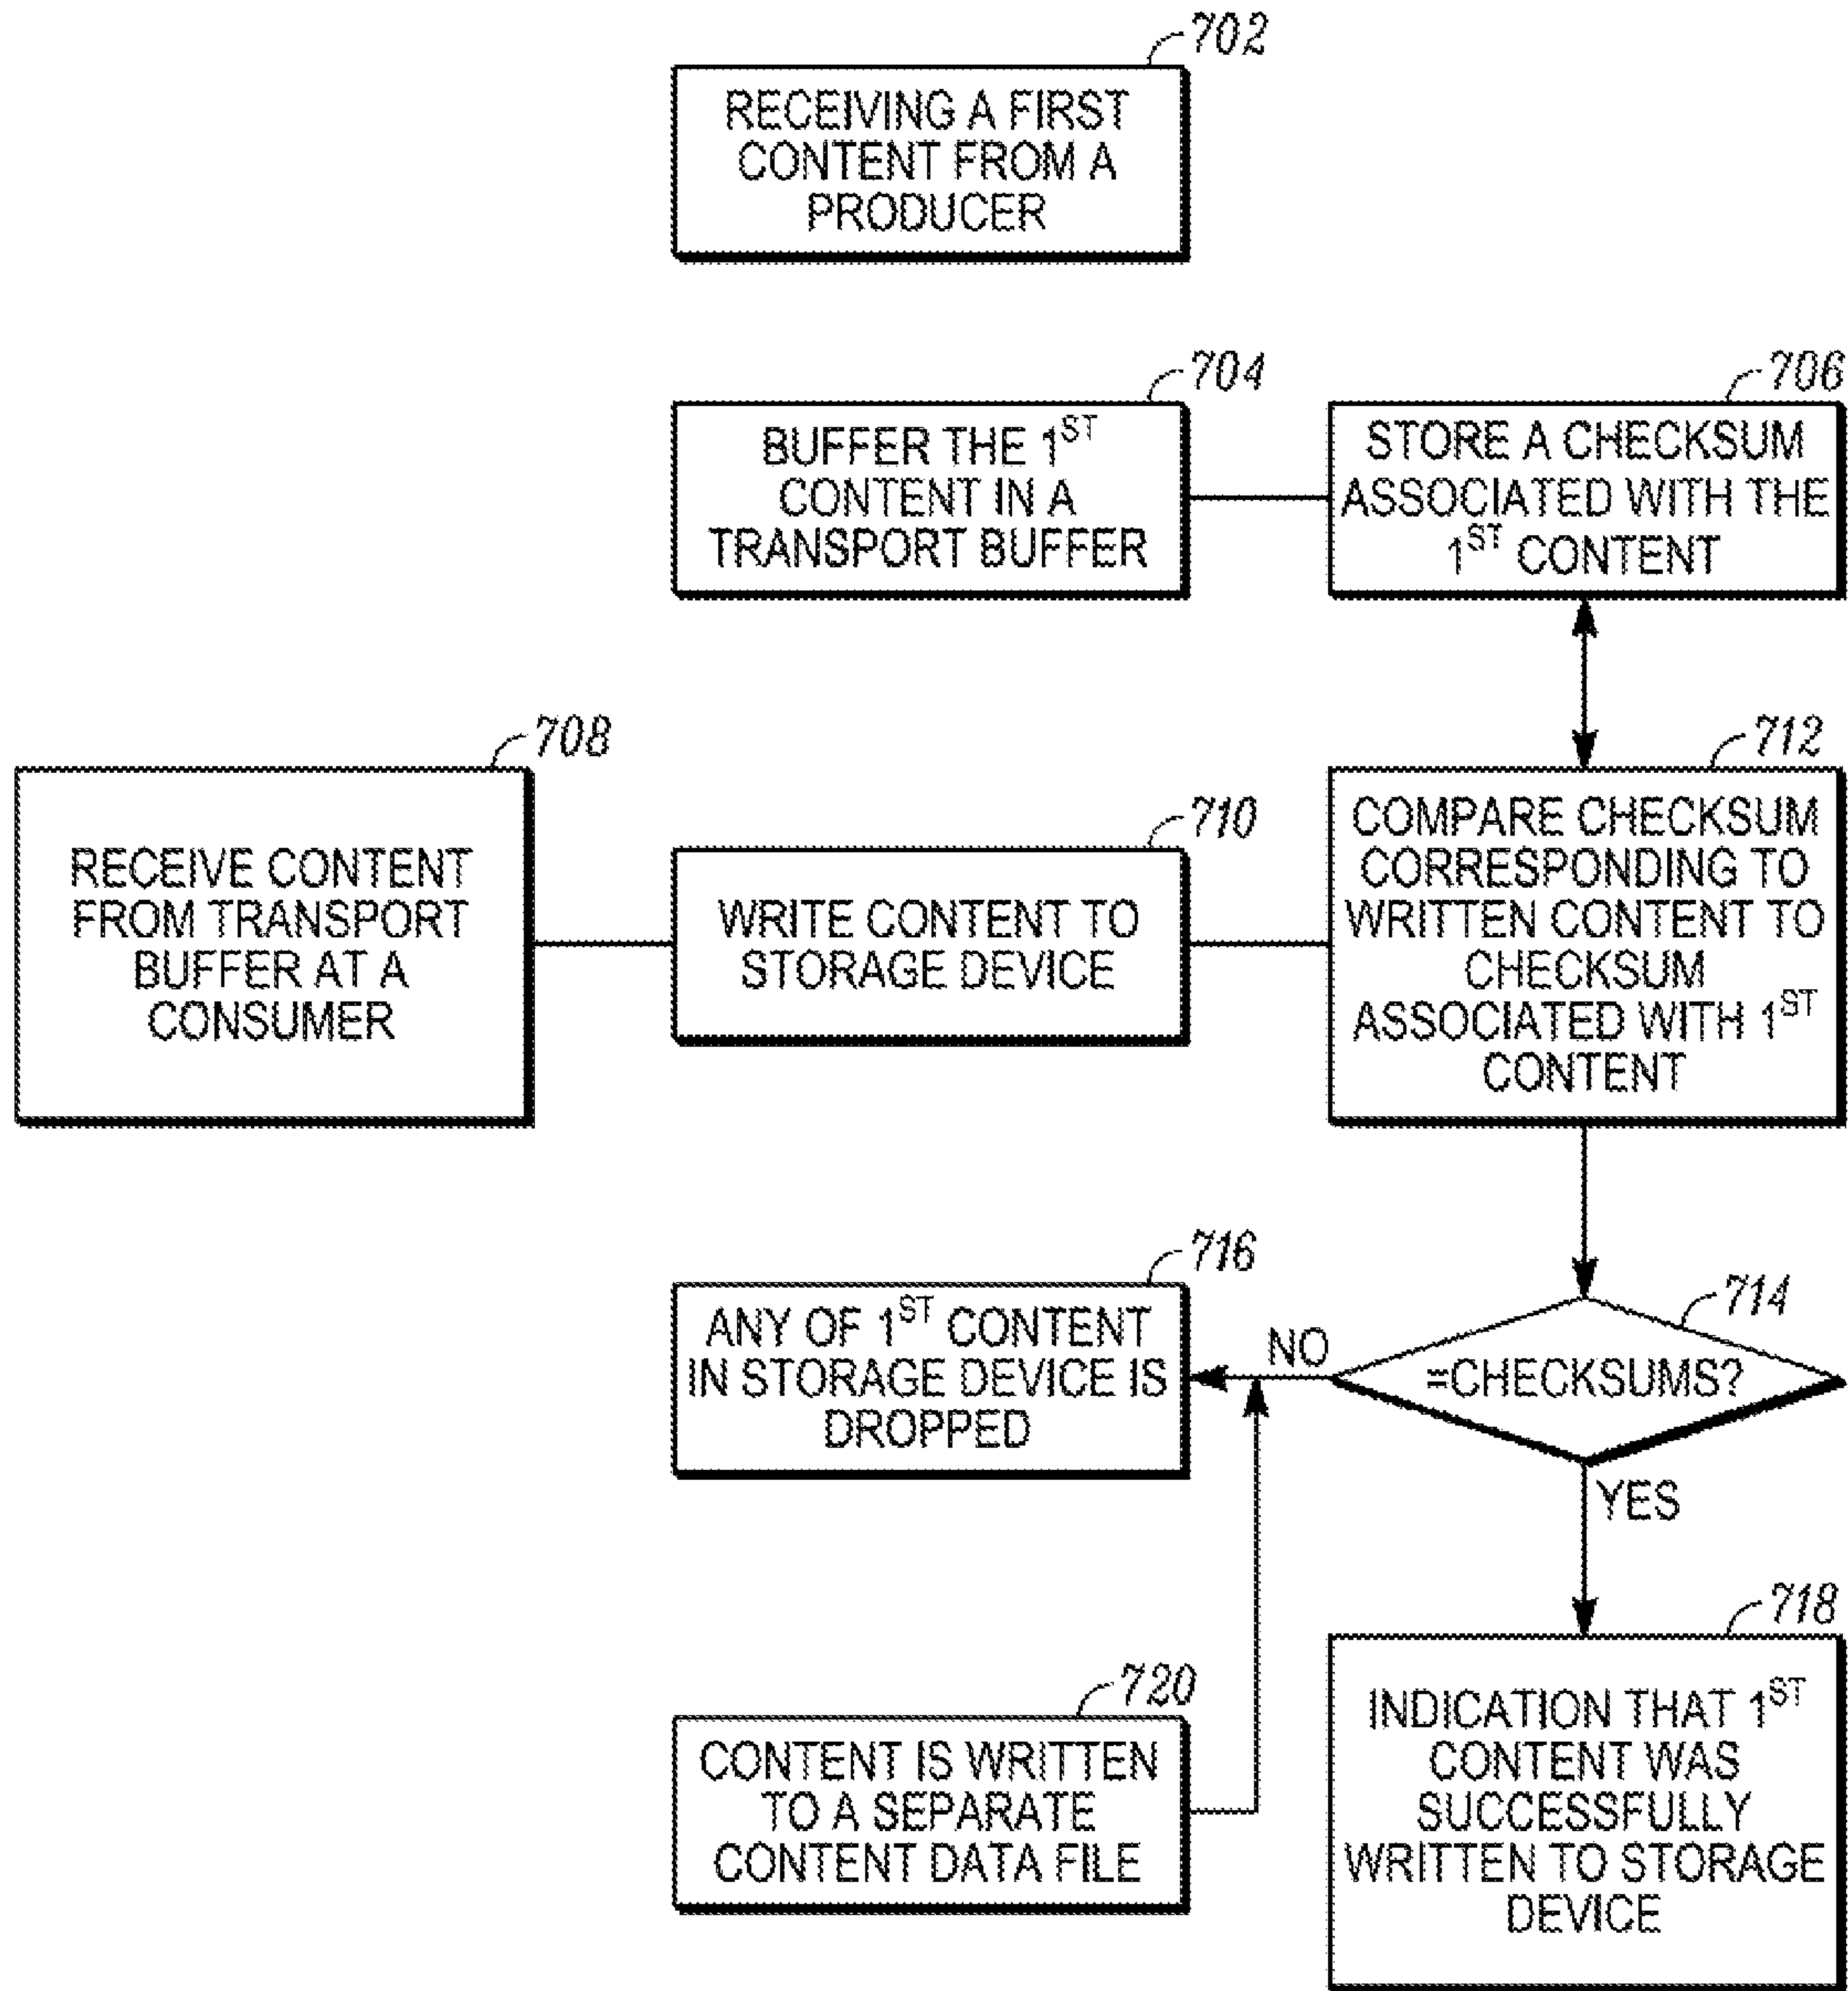 702
RECEIVING A FIRST
CONTENT FROM A
PRODUCER
704
BUFFER THE 1ST
CONTENT IN A
TRANSPORT BUFFER
706
STORE A CHECKSUM
ASSOCIATED WITH THE
1ST CONTENT
708
RECEIVE CONTENT
FROM TRANSPORT
BUFFER AT A
CONSUMER
710
WRITE CONTENT TO
STORAGE DEVICE
712
COMPARE CHECKSUM
CORRESPONDING TO
WRITTEN CONTENT TO
CHECKSUM
ASSOCIATED WITH 1ST
CONTENT
714
=CHECKSUMS?
NO
YES
716
ANY OF 1ST CONTENT
IN STORAGE DEVICE IS
DROPPED
718
INDICATION THAT 1ST
CONTENT WAS
SUCCESSFULLY
WRITTEN TO STORAGE
DEVICE
720
CONTENT IS WRITTEN
TO A SEPARATE
CONTENT DATA FILE